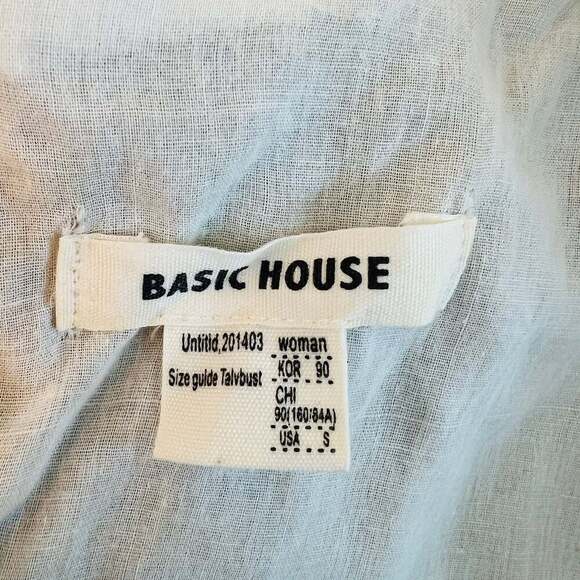 BASIC HOUSE
Untitld,201403 woman
Size guide Talvbust KOR 90
CHI
90(160/84A)
USA S